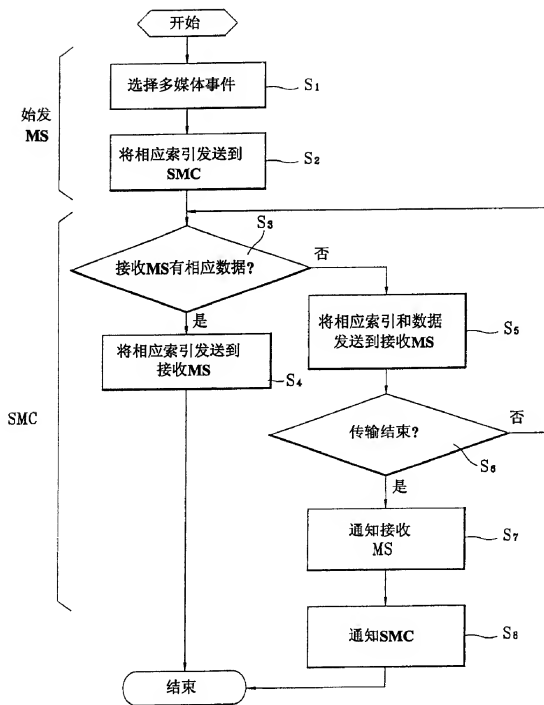 开始
始发
MS
选择多媒体事件
S1
将相应索引发送到
SMC
S2
SMC
S3
接收MS有相应数据?
否
是
将相应索引发送到
接收MS
S4
将相应索引和数据
发送到接收MS
S5
传输结束?
否
S6
是
通知接收
MS
S7
通知SMC
S8
结束